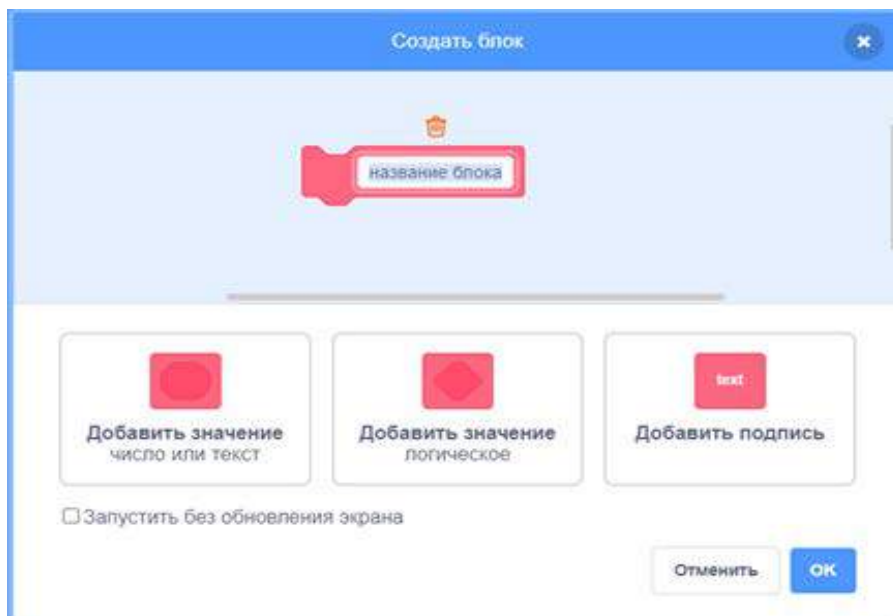 Создать блок
название блока
text
Добавить значение
число или текст
Добавить значение
логическое
Добавить подпись
Запустить без обновления экрана
Отменить
OK